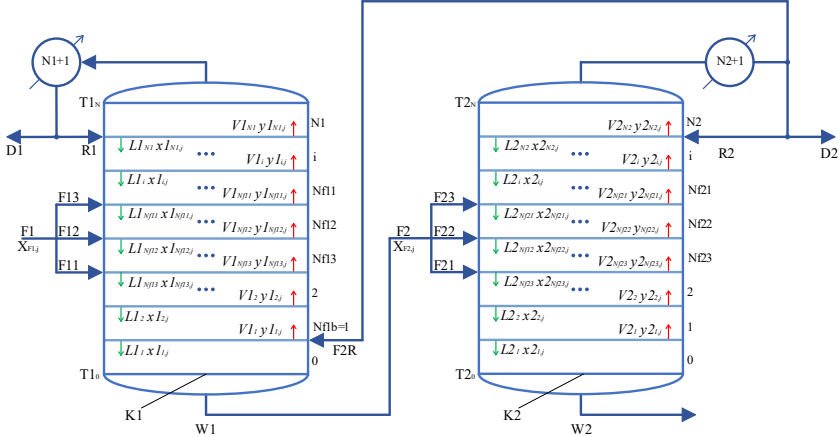 N1+1
N2+1
T1N
T2N
V1N1 y1N1,j
N1
V2N2 y2N2,j
N2
D1
R1
L1N1 x1N1,j
L2N2 x2N2,j
R2
D2
V1i y1i,j
i
V2i y2i,j
i
L1i x1i,j
L2i x2i,j
F13
V1Nf11 y1Nf11,j
Nf11
F23
V2Nf21 y2Nf21,j
Nf21
L1Nf11 x1Nf11,j
L2Nf21 x2Nf21,j
F1
F12
V1Nf12 y1Nf12,j
Nf12
F2
F22
V2Nf22 yNf22,j
Nf22
XF1,j
L1Nf12 x1Nf12,j
XF2,j
L2Nf12 x2Nf22,j
F11
V1Nf13 y1Nf13,j
Nf13
F21
V2Nf23 y2Nf23,j
Nf23
L1Nf13 x1Nf13,j
L2Nf23 x2Nf23,j
V12 y12,j
2
V22 y22,j
2
L12 x12,j
L22 x22,j
V11 y11,j
Nf1b=1
V21 y21,j
1
F2R
L11 x11,j
L21 x21,j
0
0
T10
T20
K1
K2
W1
W2